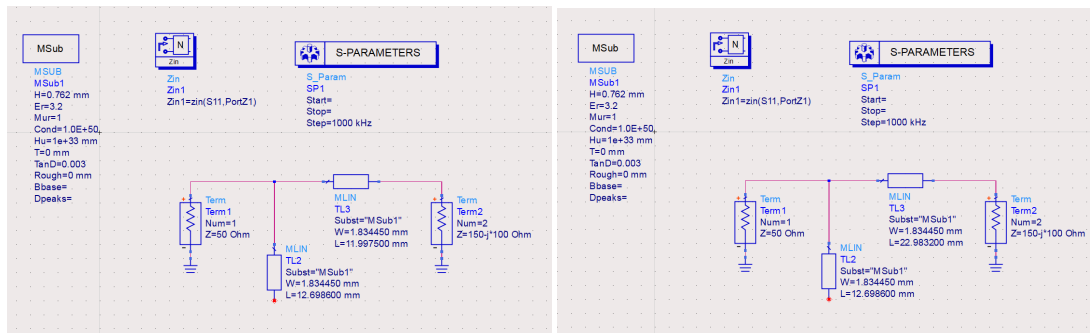 MSub
MSUB
MSub1
H=0.762 mm
Er=3.2
Mur=1
Cond=1.0E+50
Hu=1e+33 mm
T=0 mm
TanD=0.003
Rough=0 mm
Bbase=
Dpeaks=
N
Zin
Zin
Zin1
Zin1=zin(S11,PortZ1)
S-PARAMETERS
S_Param
SP1
Start=
Stop=
Step=1000 kHz
Term
Term1
Num=1
Z=50 Ohm
MLIN
TL3
Subst="MSub1"
W=1.834450 mm
L=11.997500 mm
Term
Term2
Num=2
Z=150-j*100 Ohm
MLIN
TL2
Subst="MSub1"
W=1.834450 mm
L=12.698600 mm
MSub
MSUB
MSub1
H=0.762 mm
Er=3.2
Mur=1
Cond=1.0E+50
Hu=1e+33 mm
T=0 mm
TanD=0.003
Rough=0 mm
Bbase=
Dpeaks=
N
Zin
Zin
Zin1
Zin1=zin(S11,PortZ1)
S-PARAMETERS
S_Param
SP1
Start=
Stop=
Step=1000 kHz
Term
Term1
Num=1
Z=50 Ohm
MLIN
TL3
Subst="MSub1"
W=1.834450 mm
L=22.983200 mm
Term
Term2
Num=2
Z=150-j*100 Ohm
MLIN
TL2
Subst="MSub1"
W=1.834450 mm
L=12.698600 mm